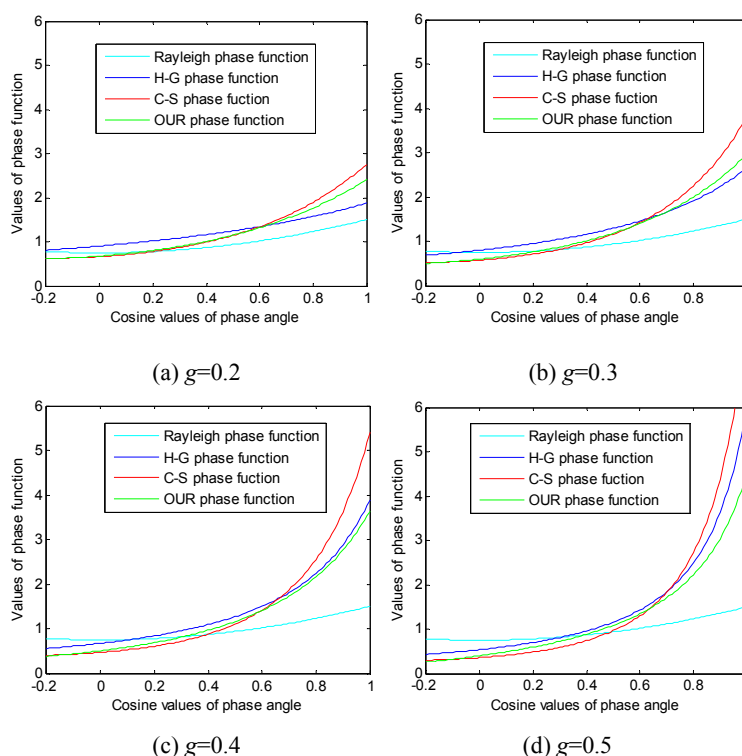 6
5
4
3
2
1
0
Values of phase function
Rayleigh phase function
H-G phase function
C-S phase fuction
OUR phase function
-0.2 0 0.2 0.4 0.6 0.8 1
Cosine values of phase angle
(a) g=0.2
6
5
4
3
2
1
0
Values of phase function
Rayleigh phase function
H-G phase function
C-S phase fuction
OUR phase function
-0.2 0 0.2 0.4 0.6 0.8
Cosine values of phase angle
(b) g=0.3
6
5
4
3
2
1
0
Values of phase function
Rayleigh phase function
H-G phase function
C-S phase fuction
OUR phase function
-0.2 0 0.2 0.4 0.6 0.8 1
Cosine values of phase angle
(c) g=0.4
6
5
4
3
2
1
0
Values of phase function
Rayleigh phase function
H-G phase function
C-S phase fuction
OUR phase function
-0.2 0 0.2 0.4 0.6 0.8
Cosine values of phase angle
(d) g=0.5